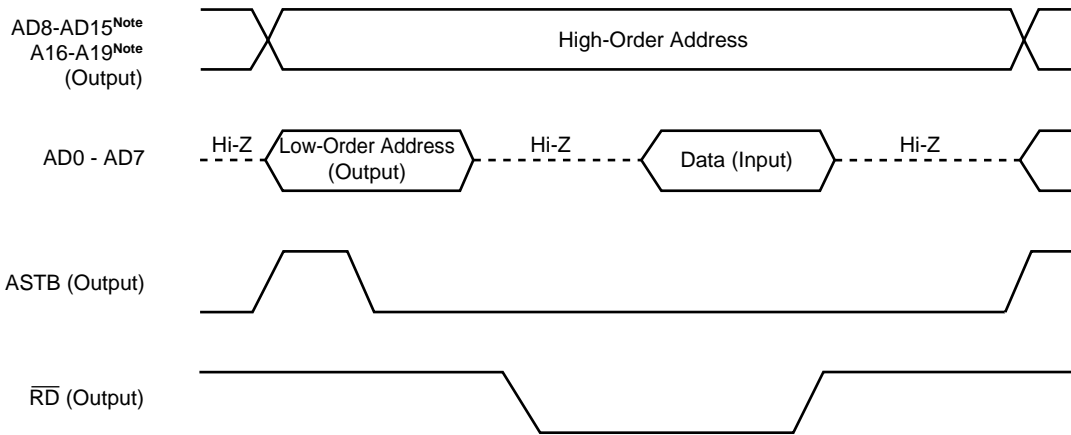 AD8-AD15Note
A16-A19Note
(Output)
High-Order Address
AD0 - AD7
Hi-Z
Low-Order Address
(Output)
Hi-Z
Data (Input)
Hi-Z
ASTB (Output)
R̅D̅ (Output)